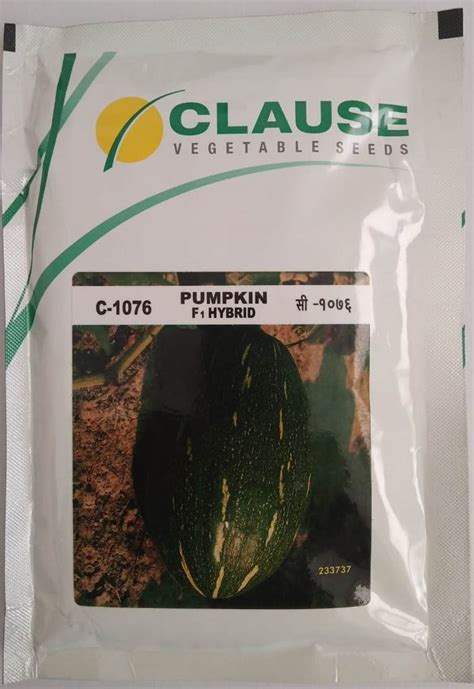 CLAUSE
VEGETABLE SEEDS
C-1076 PUMPKIN सी -१०७६
F1 HYBRID
233737